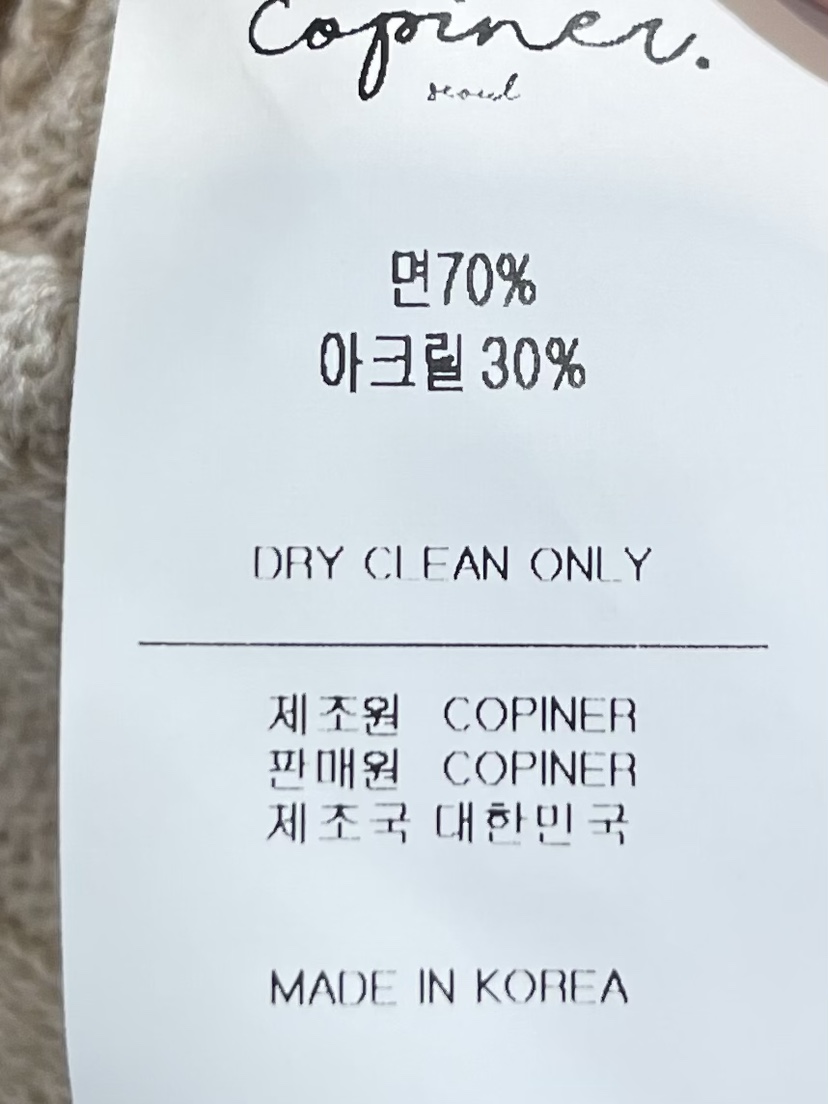 Copiner.
seoul
면70%
아크릴 30%
DRY CLEAN ONLY
제조원 COPINER
판매원 COPINER
제조국 대한민국
MADE IN KOREA